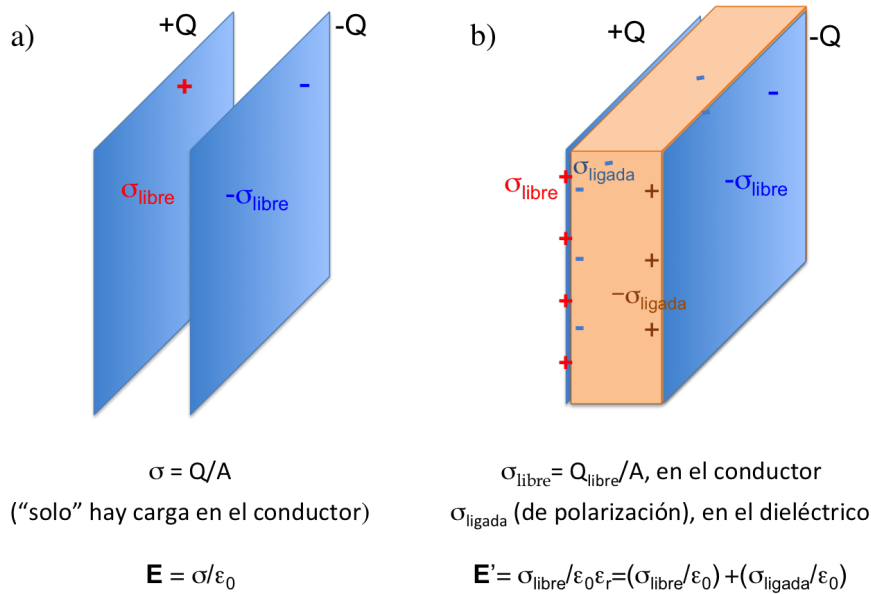 a)
+Q
-Q
+
-
σlibre
-σlibre
σ = Q/A
("solo" hay carga en el conductor)
E = σ/ε0
b)
+Q
-Q
-
-
-
-
σligada
σlibre
+
-
+
-σlibre
+
-
+
−σligada
+
-
+
+
σlibre= Qlibre/A, en el conductor
σligada (de polarización), en el dieléctrico
E'= σlibre/ε0εr=(σlibre/ε0) +(σligada/ε0)